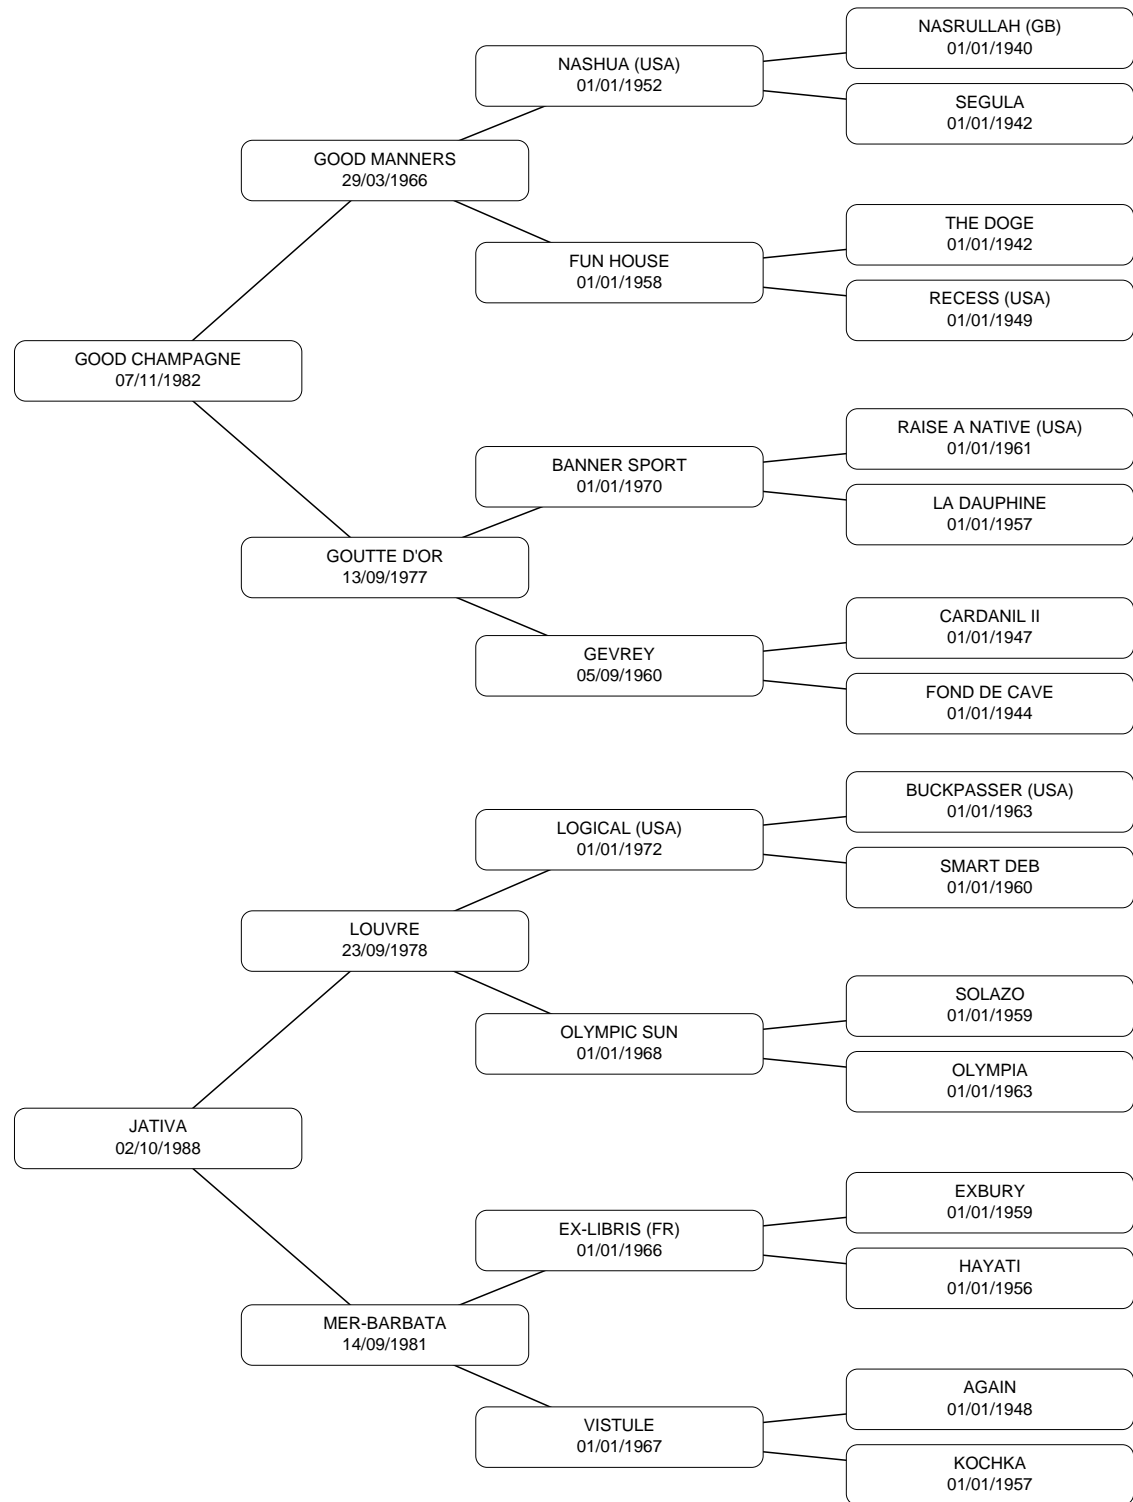 NASRULLAH (GB)
01/01/1940
NASHUA (USA)
01/01/1952
SEGULA
01/01/1942
GOOD MANNERS
29/03/1966
THE DOGE
01/01/1942
FUN HOUSE
01/01/1958
RECESS (USA)
01/01/1949
GOOD CHAMPAGNE
07/11/1982
RAISE A NATIVE (USA)
01/01/1961
BANNER SPORT
01/01/1970
LA DAUPHINE
01/01/1957
GOUTTE D'OR
13/09/1977
CARDANIL II
01/01/1947
GEVREY
05/09/1960
FOND DE CAVE
01/01/1944
BUCKPASSER (USA)
01/01/1963
LOGICAL (USA)
01/01/1972
SMART DEB
01/01/1960
LOUVRE
23/09/1978
SOLAZO
01/01/1959
OLYMPIC SUN
01/01/1968
OLYMPIA
01/01/1963
JATIVA
02/10/1988
EXBURY
01/01/1959
EX-LIBRIS (FR)
01/01/1966
HAYATI
01/01/1956
MER-BARBATA
14/09/1981
AGAIN
01/01/1948
VISTULE
01/01/1967
KOCHKA
01/01/1957